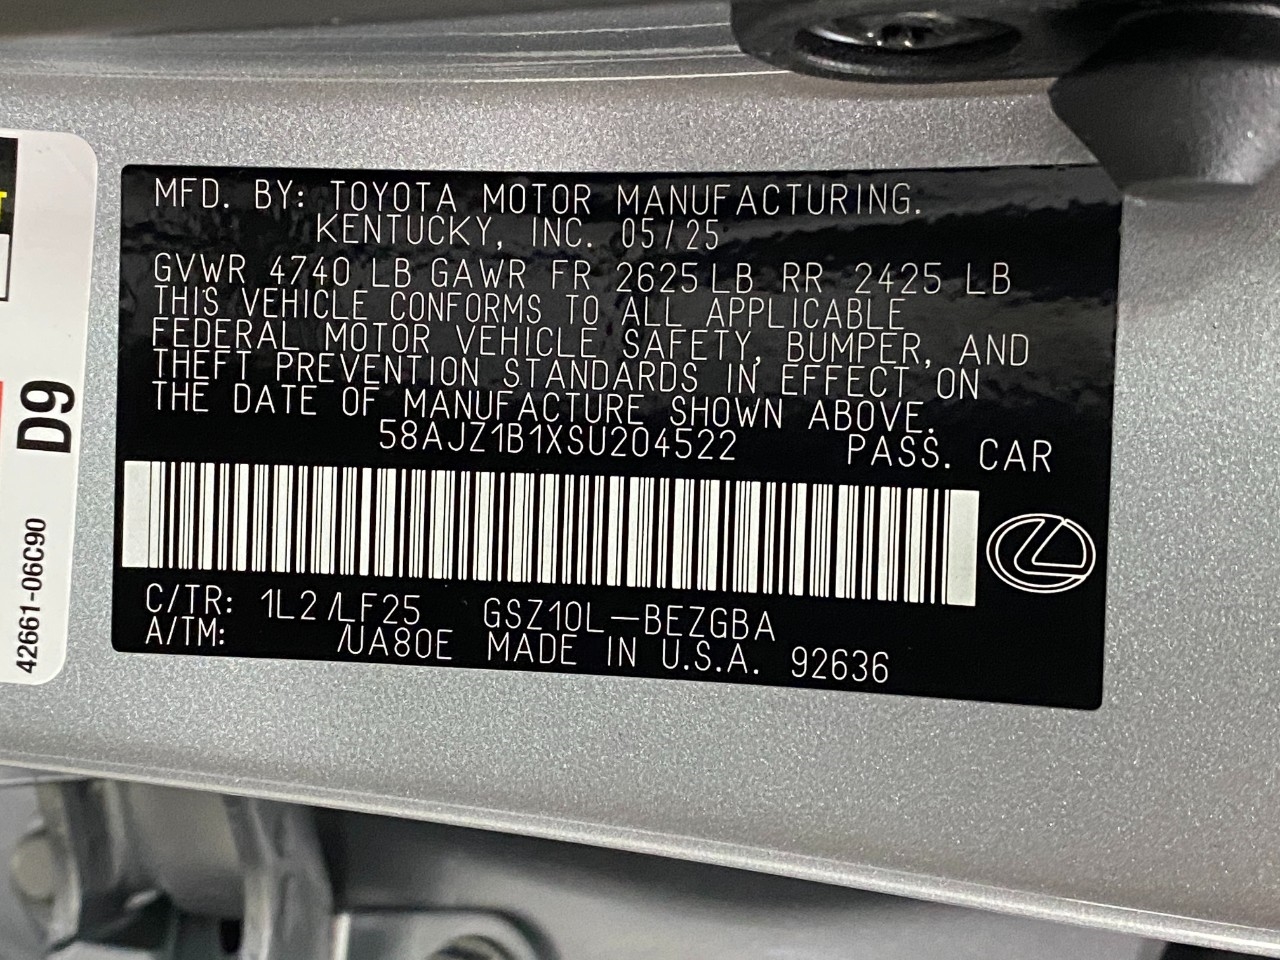 MFD. BY: TOYOTA MOTOR MANUFACTURING.
KENTUCKY, INC. 05/25
GVWR 4740 LB GAWR FR 2625 LB RR 2425 LB
THIS VEHICLE CONFORMS TO ALL APPLICABLE
FEDERAL MOTOR VEHICLE SAFETY, BUMPER, AND
THEFT PREVENTION STANDARDS IN EFFECT ON
THE DATE OF MANUFACTURE SHOWN ABOVE.
58AJZ1B1XSU204522 PASS. CAR
C/TR: 1L2 /LF25 GSZ10L-BEZGBA
A/TM: /UA80E MADE IN U.S.A. 92636
D9
42661-06C90